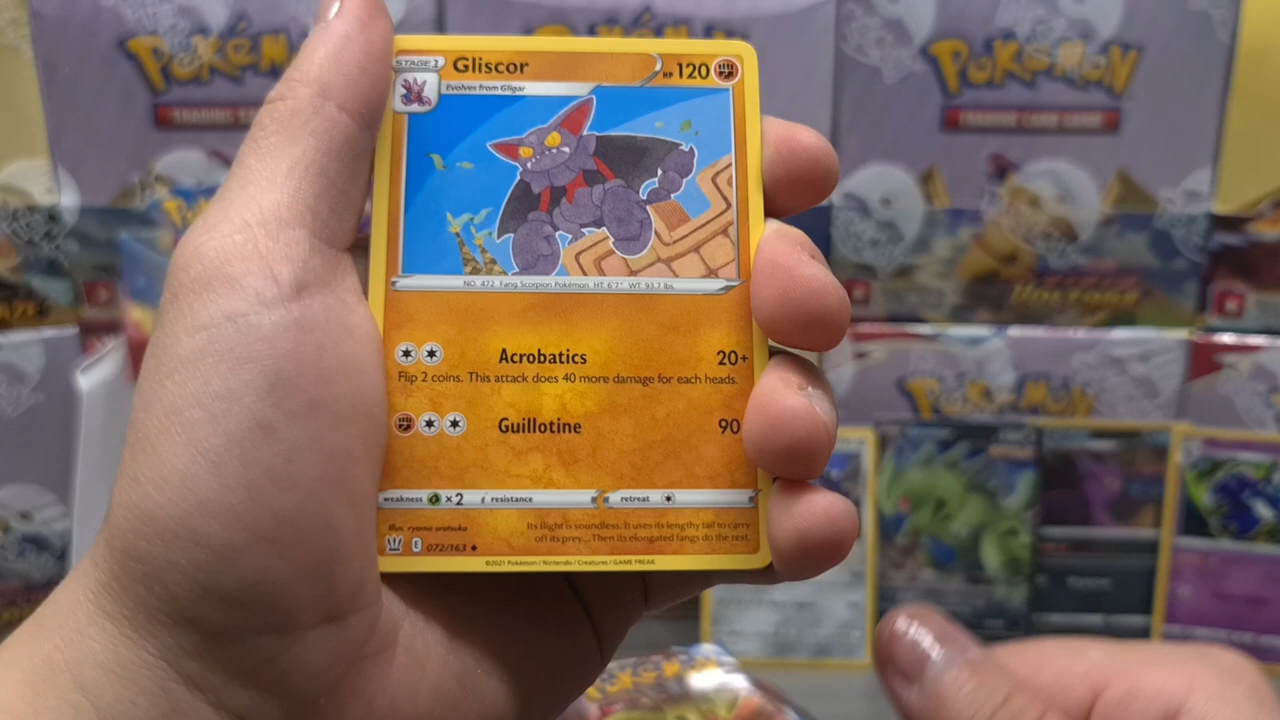 Pokémon
Pokémon
TRADING CARD GAME
TRADING CARD GAME
STAGE 1
Gliscor
HP 120
Evolves from Gligar
NO. 472 Fang Scorpion Pokémon. HT: 6'7" WT: 93.7 lbs.
Acrobatics 20+
Flip 2 coins. This attack does 40 more damage for each heads.
Guillotine 90
weakness ×2 resistance retreat
Illus. ryoma uratsuka
Its flight is soundless. It uses its lengthy tail to carry
off its prey... Then its elongated fangs do the rest.
E 072/163
©2021 Pokémon / Nintendo / Creatures / GAME FREAK
VOLTAGE
Pokémon
Pokémon